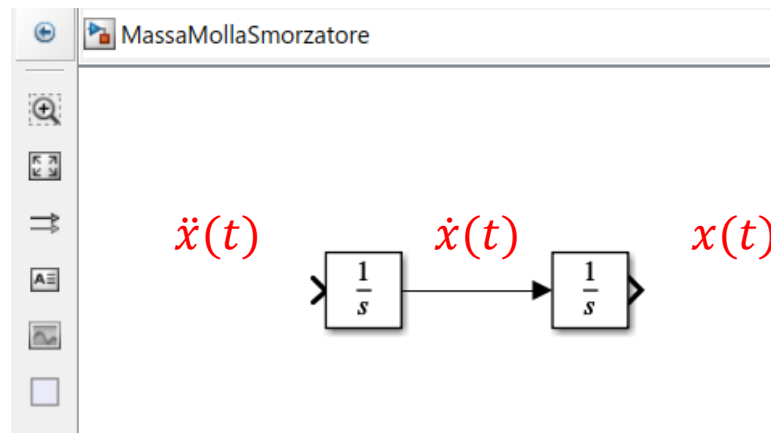 MassaMollaSmorzatore
ẍ(t) ẋ(t) x(t)
1/s 1/s